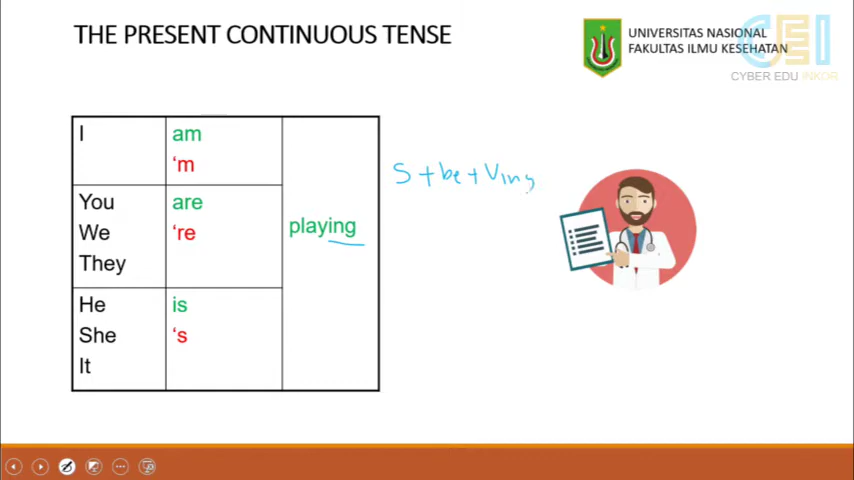 THE PRESENT CONTINUOUS TENSE
UNIVERSITAS NASIONAL
FAKULTAS ILMU KESEHATAN
CEI
CYBER EDU INKOR
I
am
'm
You
We
They
are
're
He
She
It
is
's
playing
S + be + Ving